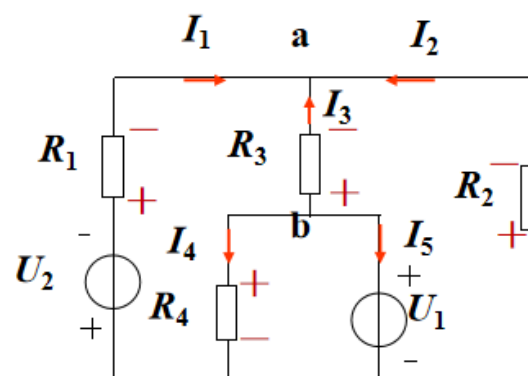 I₁ a I₂
I₃
− −
R₁ R₃ − R₂
+ + +
b
- I₄ I₅
+ +
U₂ R₄ U₁
+ − -